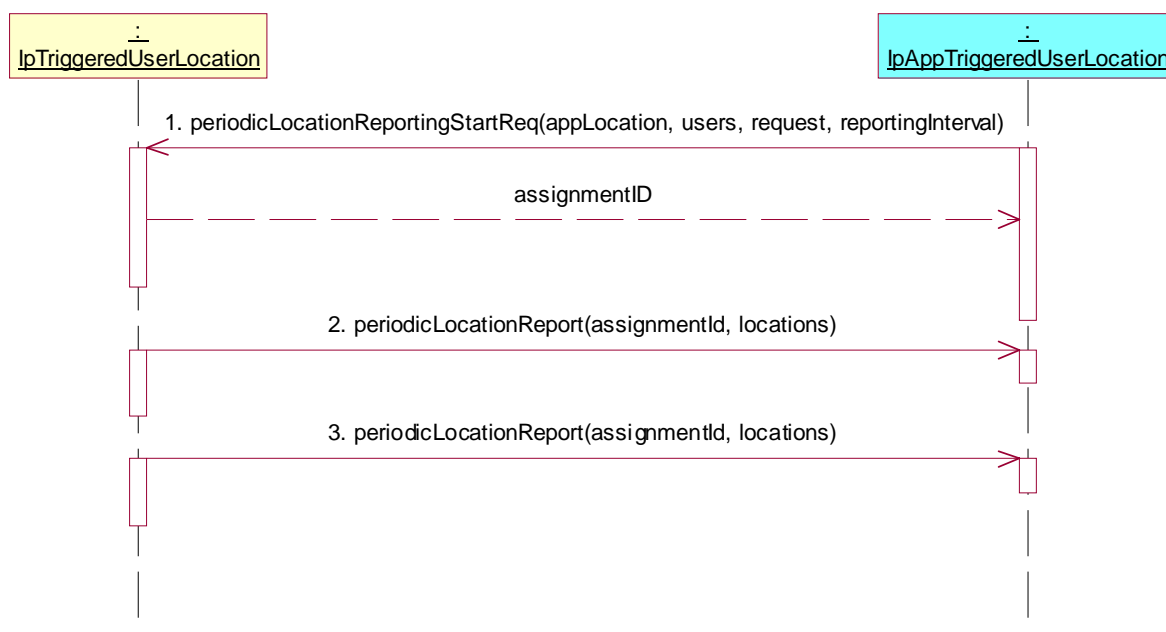 :
IpTriggeredUserLocation
:
IpAppTriggeredUserLocation
1. periodicLocationReportingStartReq(appLocation, users, request, reportingInterval)
assignmentID
2. periodicLocationReport(assignmentId, locations)
3. periodicLocationReport(assignmentId, locations)